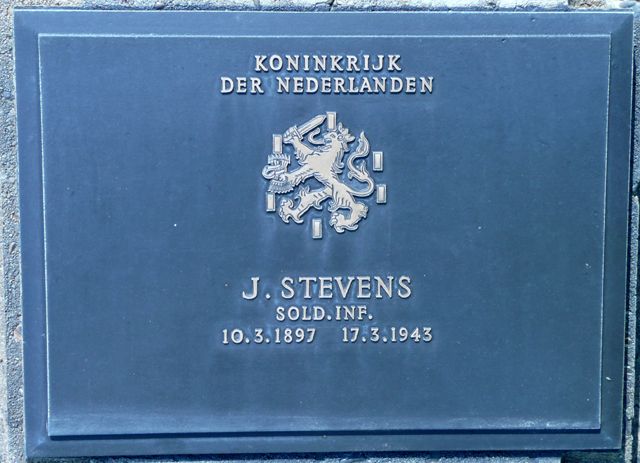 KONINKRIJK
DER NEDERLANDEN
J. STEVENS
SOLD. INF.
10.3.1897 17.3.1943